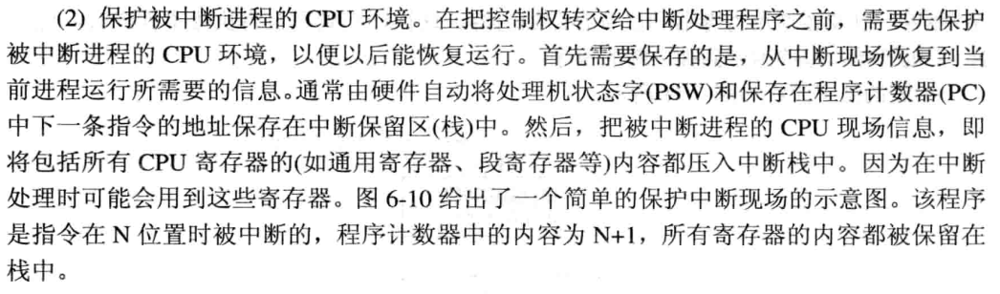 (2) 保护被中断进程的 CPU 环境。在把控制权转交给中断处理程序之前，需要先保护
被中断进程的 CPU 环境，以便以后能恢复运行。首先需要保存的是，从中断现场恢复到当
前进程运行所需要的信息。通常由硬件自动将处理机状态字(PSW)和保存在程序计数器(PC)
中下一条指令的地址保存在中断保留区(栈)中。然后，把被中断进程的 CPU 现场信息，即
将包括所有 CPU 寄存器的(如通用寄存器、段寄存器等)内容都压入中断栈中。因为在中断
处理时可能会用到这些寄存器。图 6-10 给出了一个简单的保护中断现场的示意图。该程序
是指令在 N 位置时被中断的，程序计数器中的内容为 N+1，所有寄存器的内容都被保留在
栈中。